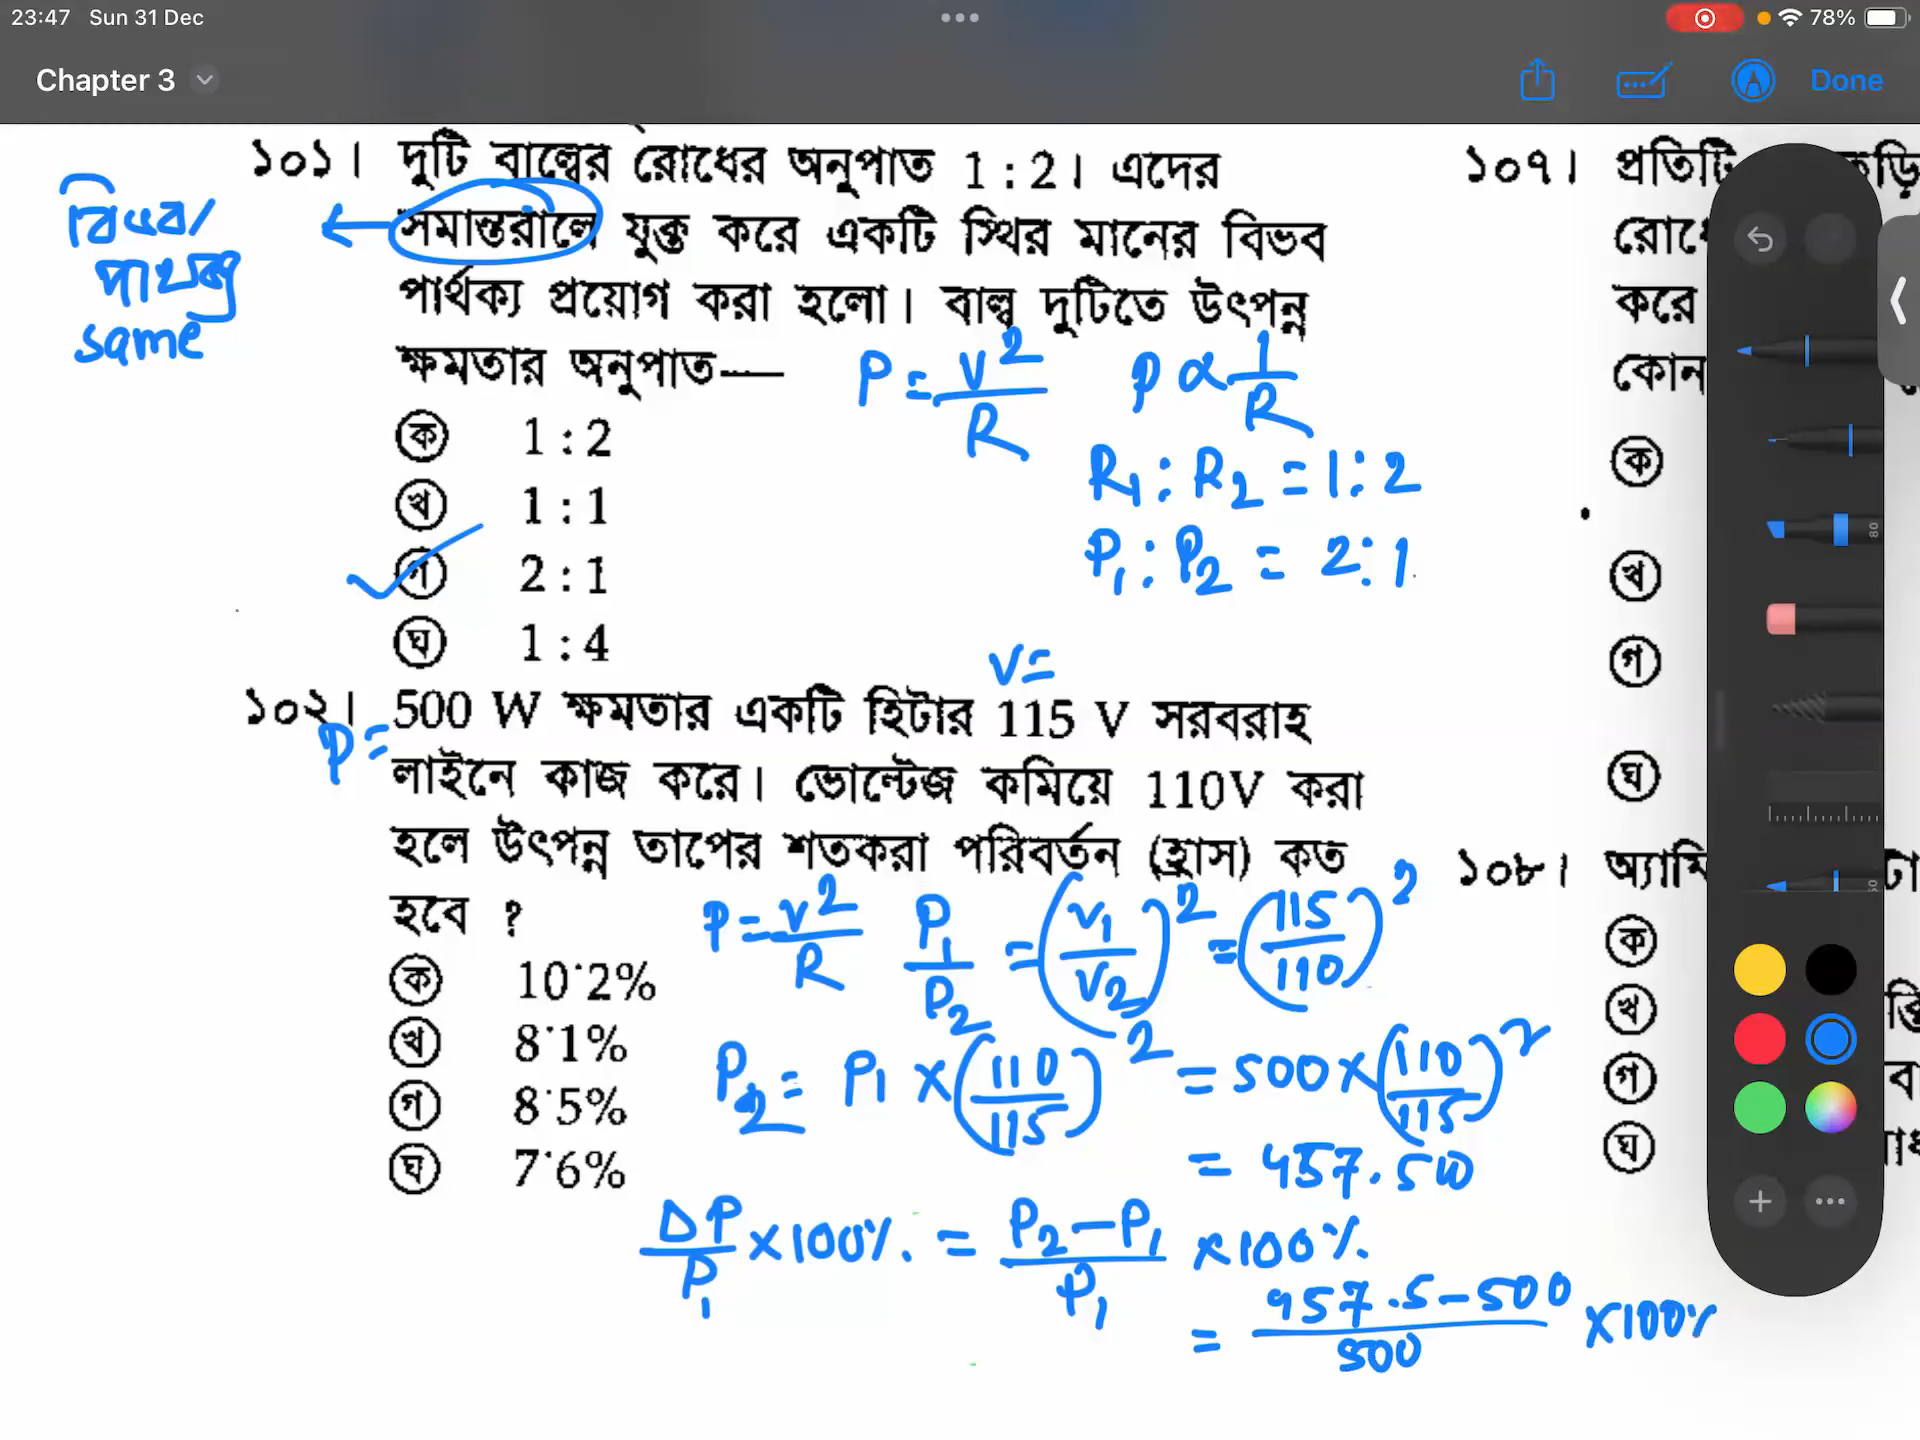 23:47 Sun 31 Dec
78%
Chapter 3
Done
১০১। দুটি বাল্বের রোধের অনুপাত 1 : 2। এদের
সমান্তরালে যুক্ত করে একটি স্থির মানের বিভব
পার্থক্য প্রয়োগ করা হলো। বাল্ব দুটিতে উৎপন্ন
ক্ষমতার অনুপাত—
বিভব
পার্থক্য
same
P = V²/R P ∝ 1/R
R₁ : R₂ = 1 : 2
P₁ : P₂ = 2 : 1
ক 1 : 2
খ 1 : 1
গ 2 : 1
ঘ 1 : 4
V =
P =
১০২। 500 W ক্ষমতার একটি হিটার 115 V সরবরাহ
লাইনে কাজ করে। ভোল্টেজ কমিয়ে 110V করা
হলে উৎপন্ন তাপের শতকরা পরিবর্তন (হ্রাস) কত
হবে ?
ক 10·2%
খ 8·1%
গ 8·5%
ঘ 7·6%
P = V²/R P₁/P₂ = (V₁/V₂)² = (115/110)²
P₂ = P₁ × (110/115)² = 500 × (110/115)²
= 457.5W
ΔP/P₁ × 100% = P₂ − P₁/P₁ × 100%
= 457.5 − 500/500 × 100%
১০৭। প্রতিটি
করে
ক
খ
গ
ঘ
১০৮।
ক
খ
গ
ঘ
80